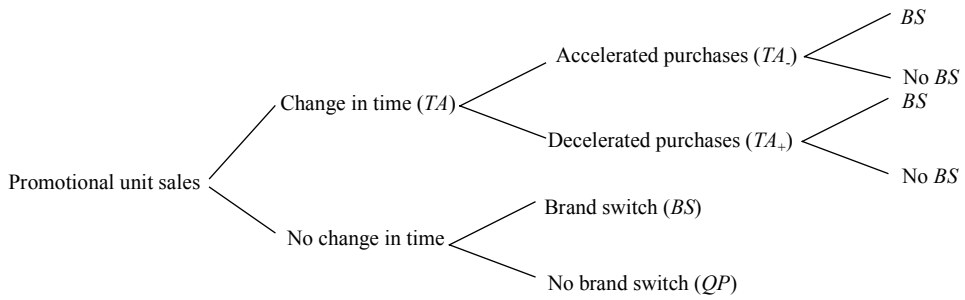 BS
Accelerated purchases (TA-)
No BS
Change in time (TA)
BS
Decelerated purchases (TA+)
No BS
Promotional unit sales
Brand switch (BS)
No change in time
No brand switch (QP)